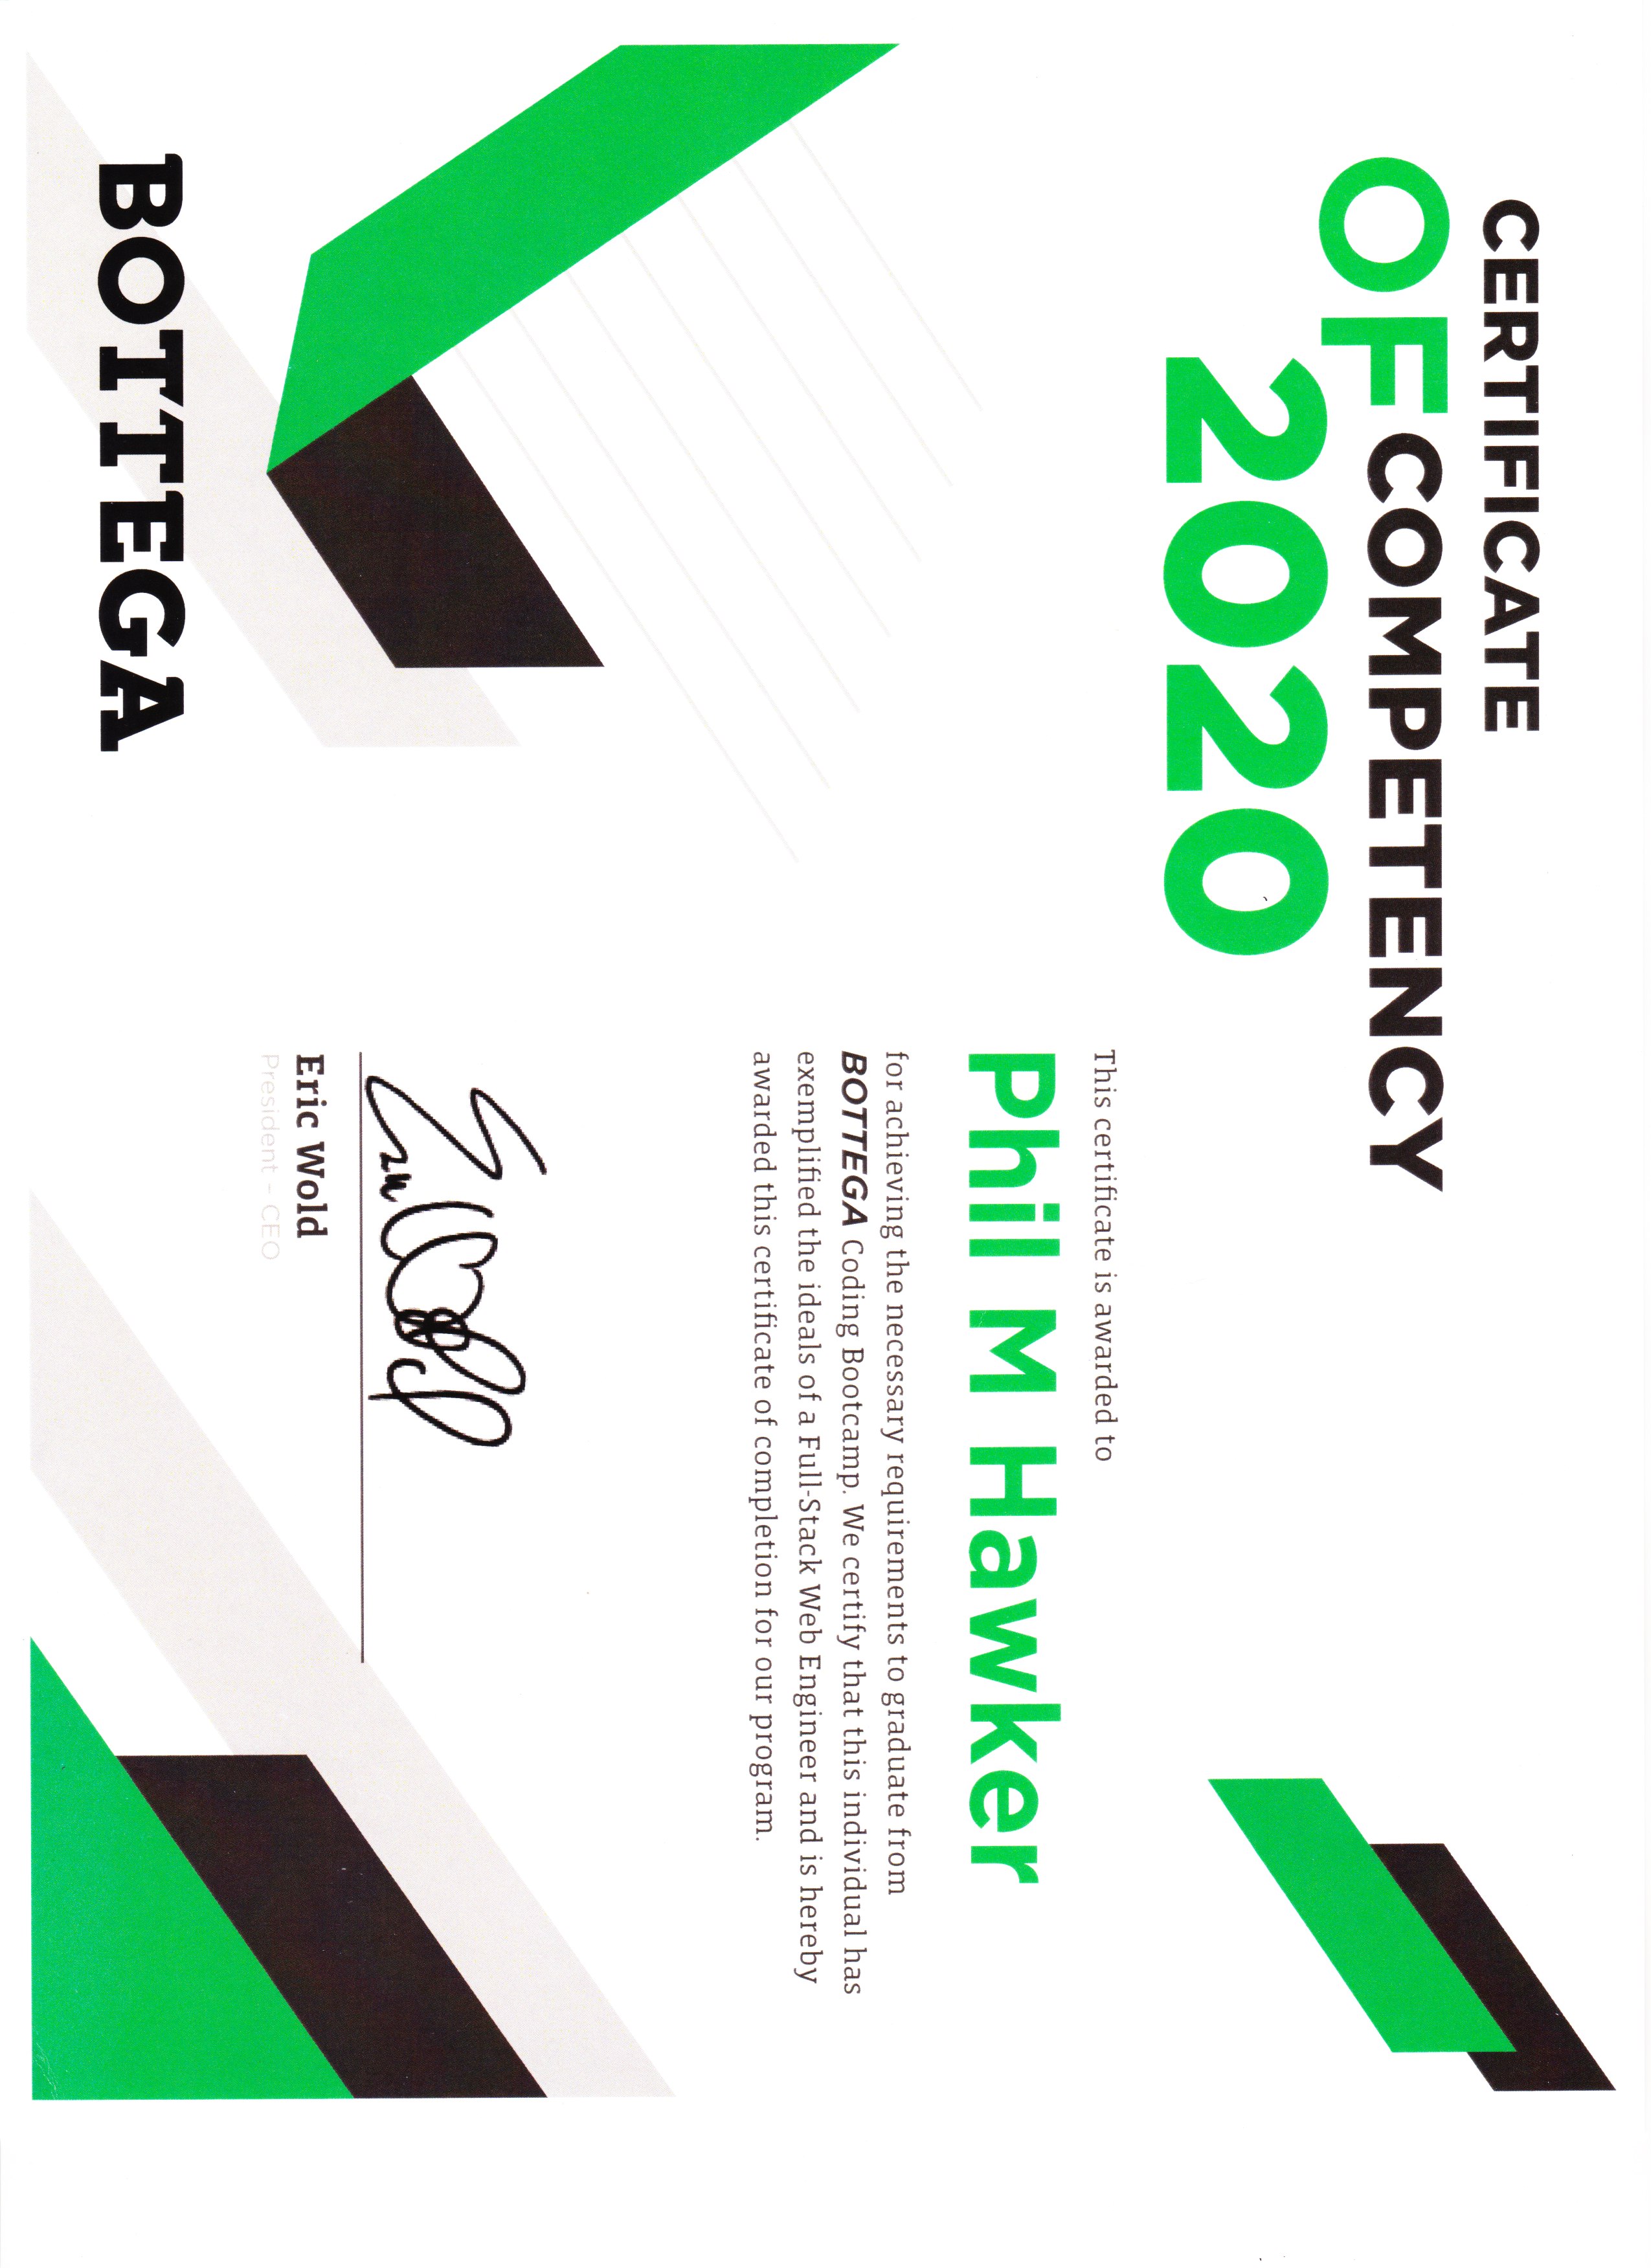 CERTIFICATE
OF COMPETENCY
2020
This certificate is awarded to
Phil M Hawker
for achieving the necessary requirements to graduate from
BOTTEGA Coding Bootcamp. We certify that this individual has
exemplified the ideals of a Full-Stack Web Engineer and is hereby
awarded this certificate of completion for our program.
Eric Wold
Eric Wold
President - CEO
BOTTEGA